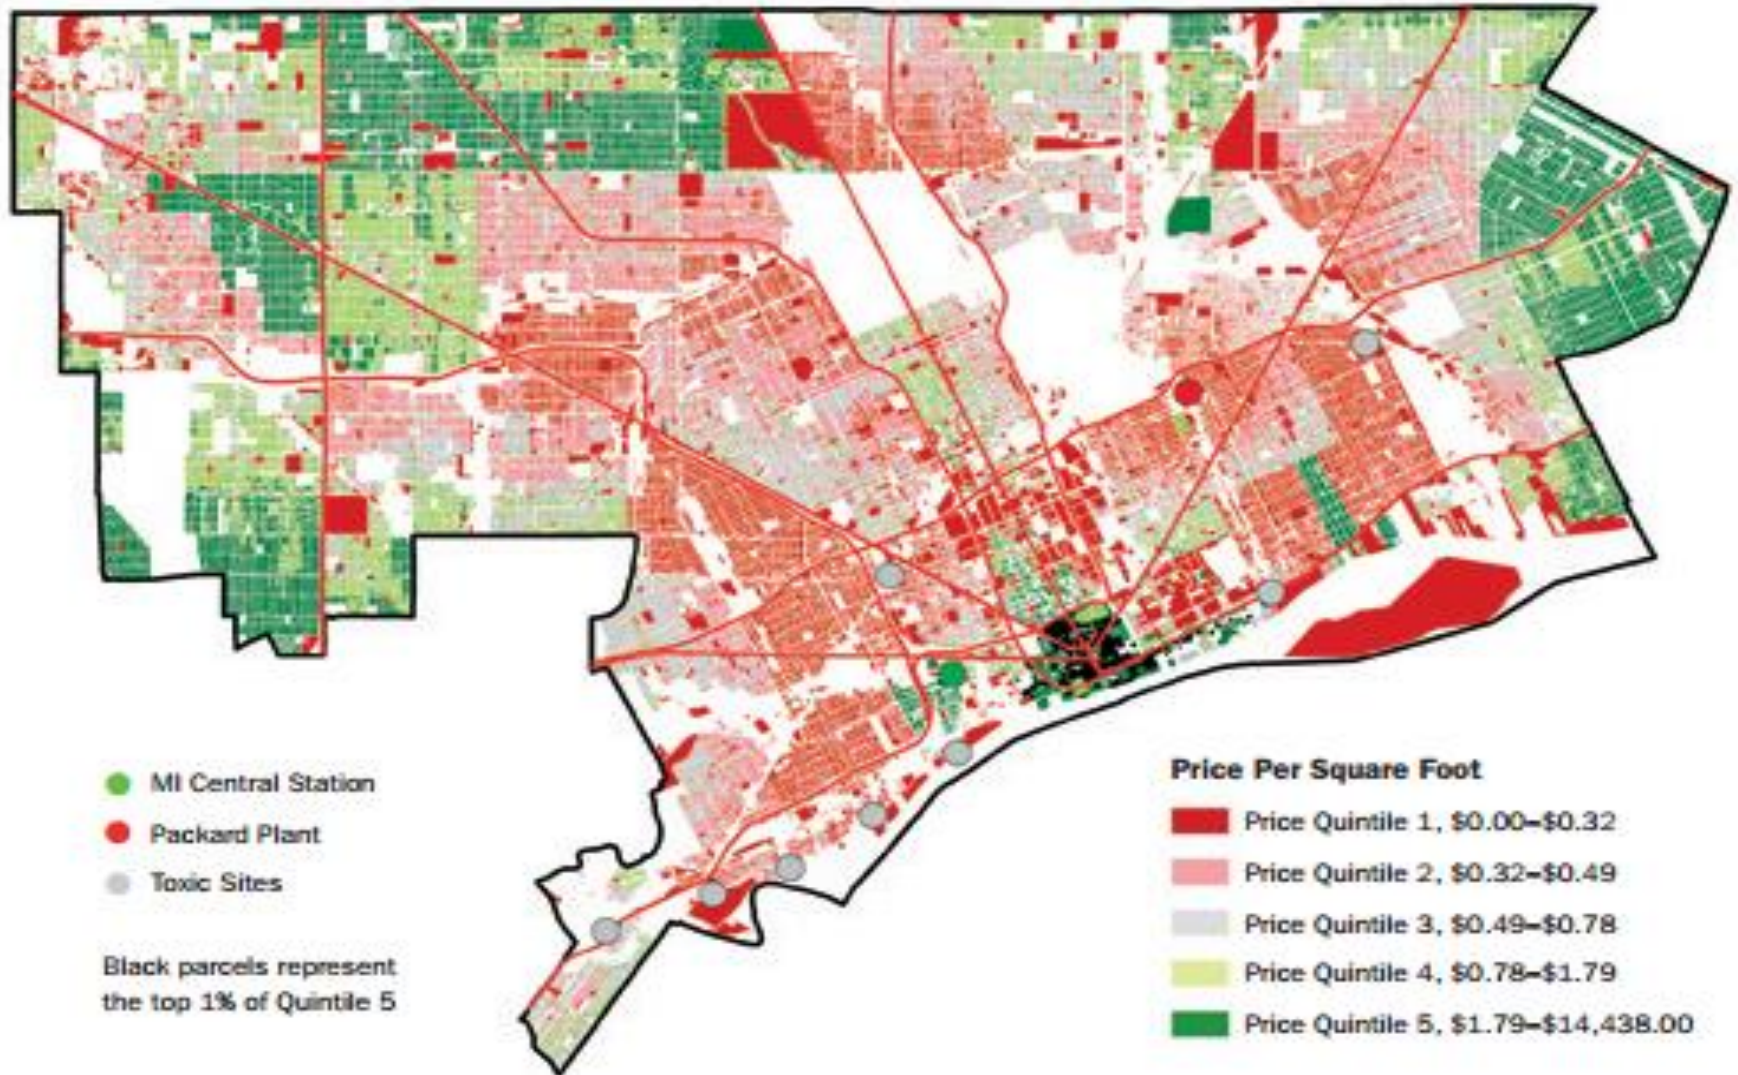 MI Central Station
Packard Plant
Toxic Sites
Black parcels represent
the top 1% of Quintile 5
Price Per Square Foot
Price Quintile 1, $0.00–$0.32
Price Quintile 2, $0.32–$0.49
Price Quintile 3, $0.49–$0.78
Price Quintile 4, $0.78–$1.79
Price Quintile 5, $1.79–$14,438.00